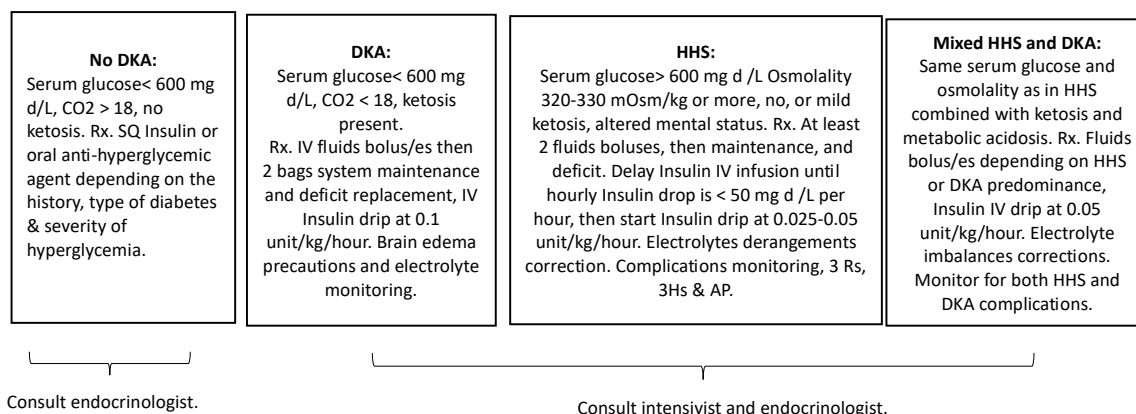 No DKA:
Serum glucose< 600 mg
d/L, CO2 > 18, no
ketosis. Rx. SQ Insulin or
oral anti-hyperglycemic
agent depending on the
history, type of diabetes
& severity of
hyperglycemia.
DKA:
Serum glucose< 600 mg
d/L, CO2 < 18, ketosis
present.
Rx. IV fluids bolus/es then
2 bags system maintenance
and deficit replacement, IV
Insulin drip at 0.1
unit/kg/hour. Brain edema
precautions and electrolyte
monitoring.
HHS:
Serum glucose> 600 mg d /L Osmolality
320-330 mOsm/kg or more, no, or mild
ketosis, altered mental status. Rx. At least
2 fluids boluses, then maintenance, and
deficit. Delay Insulin IV infusion until
hourly Insulin drop is < 50 mg d /L per
hour, then start Insulin drip at 0.025-0.05
unit/kg/hour. Electrolytes derangements
correction. Complications monitoring, 3 Rs,
3Hs & AP.
Mixed HHS and DKA:
Same serum glucose and
osmolality as in HHS
combined with ketosis and
metabolic acidosis. Rx. Fluids
bolus/es depending on HHS
or DKA predominance,
Insulin IV drip at 0.05
unit/kg/hour. Electrolyte
imbalances corrections.
Monitor for both HHS and
DKA complications.
Consult endocrinologist.
Consult intensivist and endocrinologist.